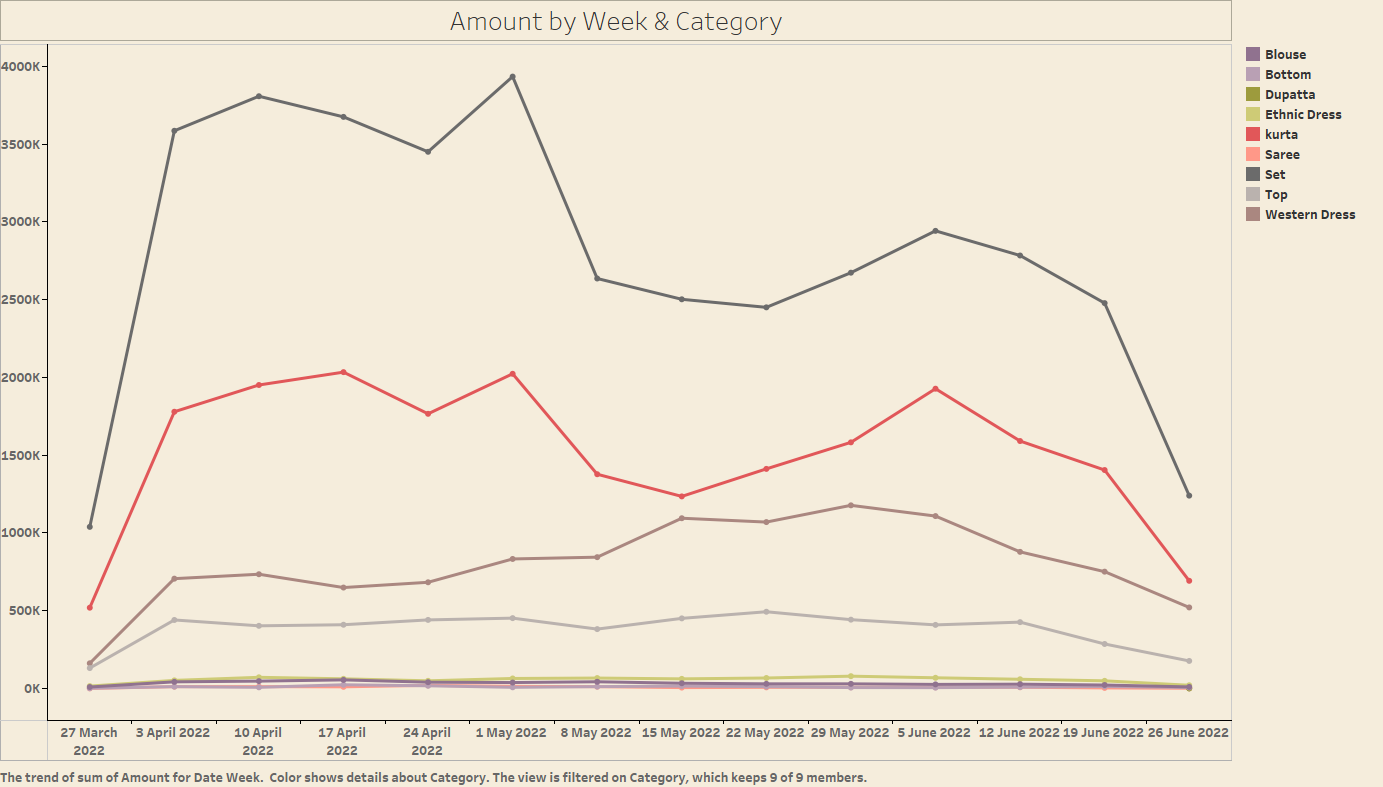 Amount by Week & Category
4000K
3500K
3000K
2500K
2000K
1500K
1000K
500K
0K
27 March
2022
3 April 2022
10 April
2022
17 April
2022
24 April
2022
1 May 2022
8 May 2022
15 May 2022
22 May 2022
29 May 2022
5 June 2022
12 June 2022
19 June 2022
26 June 2022
Blouse
Bottom
Dupatta
Ethnic Dress
kurta
Saree
Set
Top
Western Dress
The trend of sum of Amount for Date Week.  Color shows details about Category. The view is filtered on Category, which keeps 9 of 9 members.